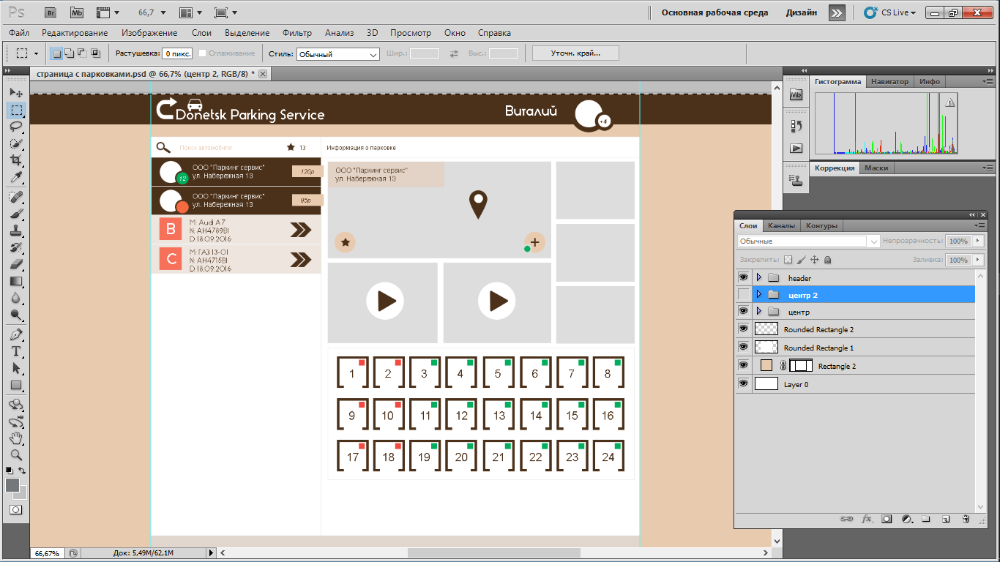 Ps Br Mb 66,7 Основная рабочая среда Дизайн CS Live
Файл Редактирование Изображение Слои Выделение Фильтр Анализ 3D Просмотр Окно Справка
Растушевка: 0 пикс. Сглаживание Стиль: Обычный Шир.: Выс.: Уточн. край...
страница с парковками.psd @ 66,7% (центр 2, RGB/8) *
Donetsk Parking Service
Виталий
+4
Поиск автомобиля
13
ООО "Паркинг сервис"
ул. Набережная 13
120р
12
ООО "Паркинг сервис"
ул. Набережная 13
95р
B
M: Audi A7
N: AH4789BI
D:18.09.2016
C
M: ГАЗ 13-01
N: AH4715BI
D:18.09.2016
Информация о парковке
ООО "Паркинг сервис"
ул. Набережная 13
1 2 3 4 5 6 7 8
9 10 11 12 13 14 15 16
17 18 19 20 21 22 23 24
Mb
Гистограмма Навигатор Инфо
Коррекция Маски
Слои Каналы Контуры
Обычные Непрозрачность: 100%
Закрепить: Заливка: 100%
header
центр 2
центр
Rounded Rectangle 2
Rounded Rectangle 1
Rectangle 2
Layer 0
fx
T
66,67% Док: 5,49M/62,1M